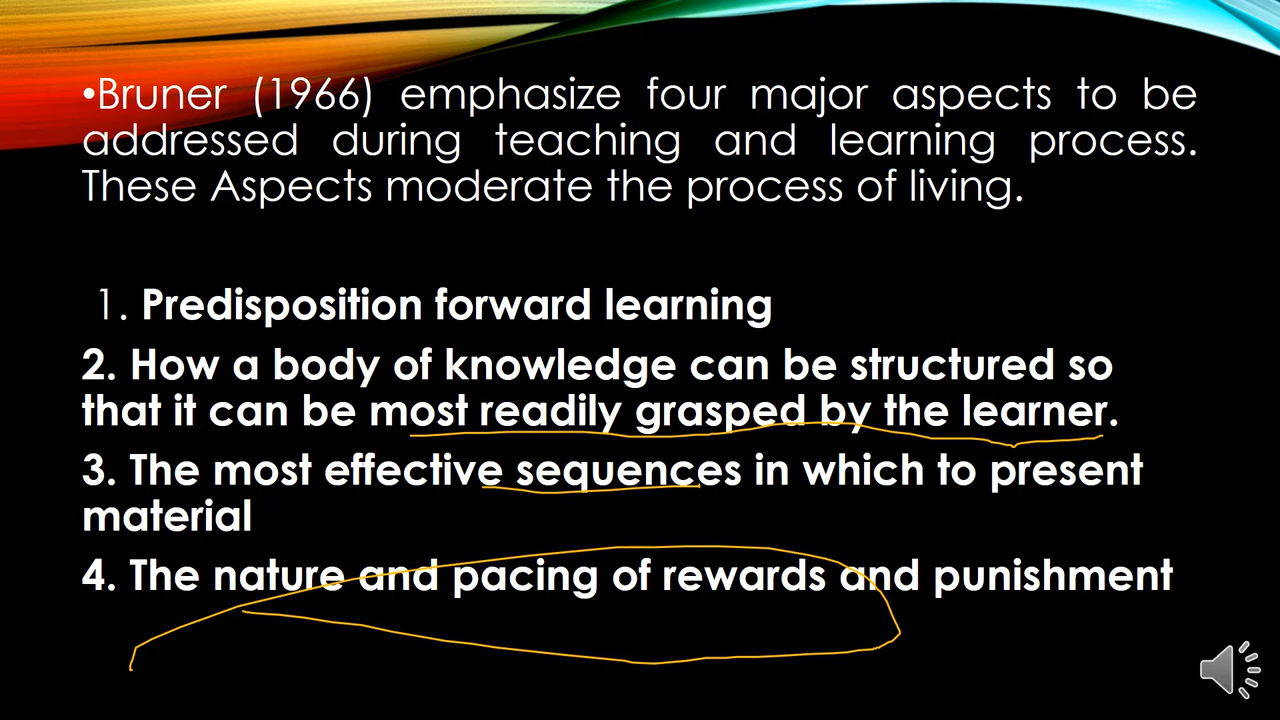 •Bruner (1966) emphasize four major aspects to be
addressed during teaching and learning process.
These Aspects moderate the process of living.
1. Predisposition forward learning
2. How a body of knowledge can be structured so
that it can be most readily grasped by the learner.
3. The most effective sequences in which to present
material
4. The nature and pacing of rewards and punishment